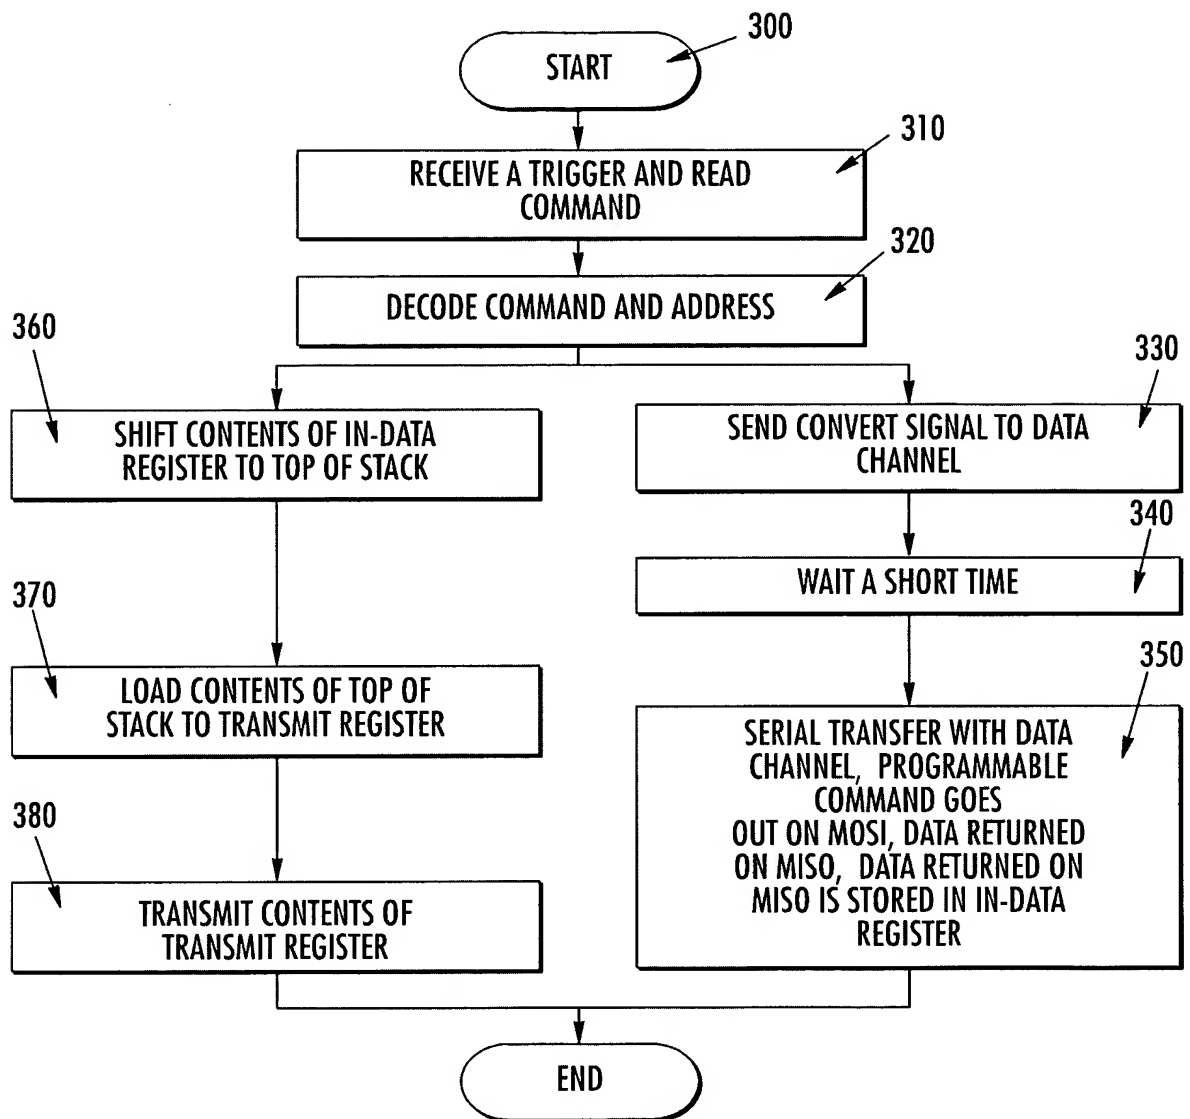 300
START
310
RECEIVE A TRIGGER AND READ
COMMAND
320
DECODE COMMAND AND ADDRESS
360
SHIFT CONTENTS OF IN-DATA
REGISTER TO TOP OF STACK
370
LOAD CONTENTS OF TOP OF
STACK TO TRANSMIT REGISTER
380
TRANSMIT CONTENTS OF
TRANSMIT REGISTER
330
SEND CONVERT SIGNAL TO DATA
CHANNEL
340
WAIT A SHORT TIME
350
SERIAL TRANSFER WITH DATA
CHANNEL, PROGRAMMABLE
COMMAND GOES
OUT ON MOSI, DATA RETURNED
ON MISO, DATA RETURNED ON
MISO IS STORED IN IN-DATA
REGISTER
END